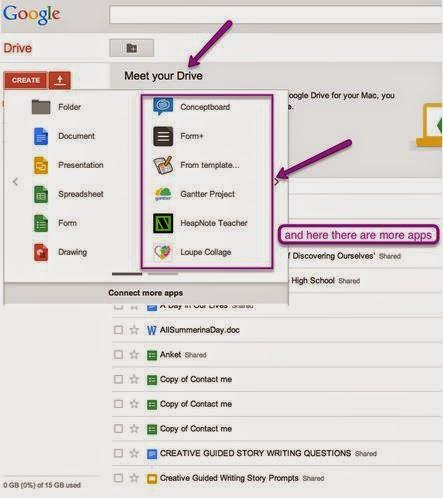 Google
Drive
CREATE
Meet your Drive
Google Drive for your Mac, you
Folder
Document
Presentation
Spreadsheet
Form
Drawing
Conceptboard
Form+
From template...
Gantter Project
gantter
HeapNote Teacher
Loupe Collage
Connect more apps
and here there are more apps
of Discovering Ourselves' Shared
High School! Shared
A Day in Our Lives Shared
AllSummerinaDay.doc
Anket Shared
Copy of Contact me
Copy of Contact me
Copy of Contact me
CREATIVE GUIDED STORY WRITING QUESTIONS Shared
Creative Guided Writing Story Prompts Shared
0 GB (0%) of 15 GB used